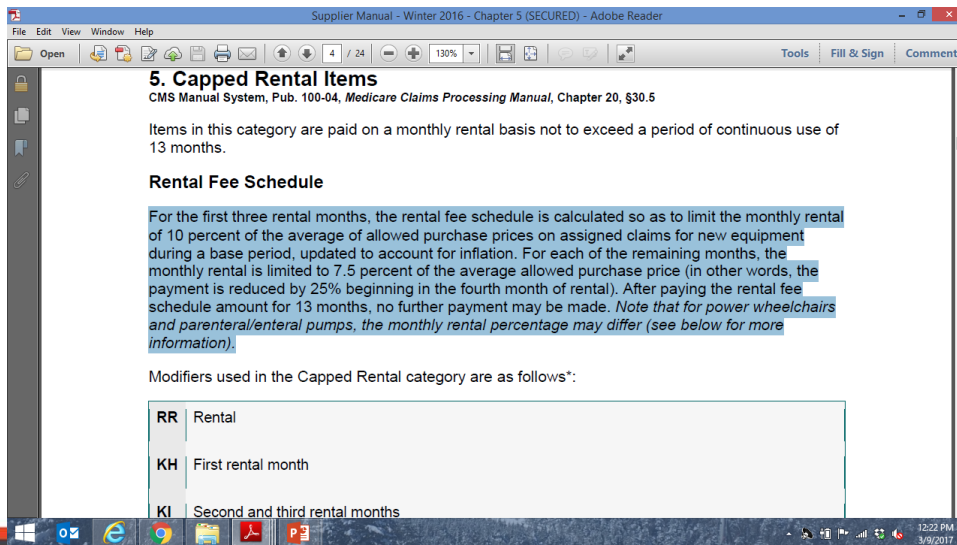 Supplier Manual - Winter 2016 - Chapter 5 (SECURED) - Adobe Reader
File Edit View Window Help
Open 4 / 24 130% Tools Fill & Sign Comment
5. Capped Rental Items
CMS Manual System, Pub. 100-04, Medicare Claims Processing Manual, Chapter 20, §30.5
Items in this category are paid on a monthly rental basis not to exceed a period of continuous use of
13 months.
Rental Fee Schedule
For the first three rental months, the rental fee schedule is calculated so as to limit the monthly rental
of 10 percent of the average of allowed purchase prices on assigned claims for new equipment
during a base period, updated to account for inflation. For each of the remaining months, the
monthly rental is limited to 7.5 percent of the average allowed purchase price (in other words, the
payment is reduced by 25% beginning in the fourth month of rental). After paying the rental fee
schedule amount for 13 months, no further payment may be made. Note that for power wheelchairs
and parenteral/enteral pumps, the monthly rental percentage may differ (see below for more
information).
Modifiers used in the Capped Rental category are as follows*:
RR Rental
KH First rental month
KI Second and third rental months
12:22 PM
3/9/2017